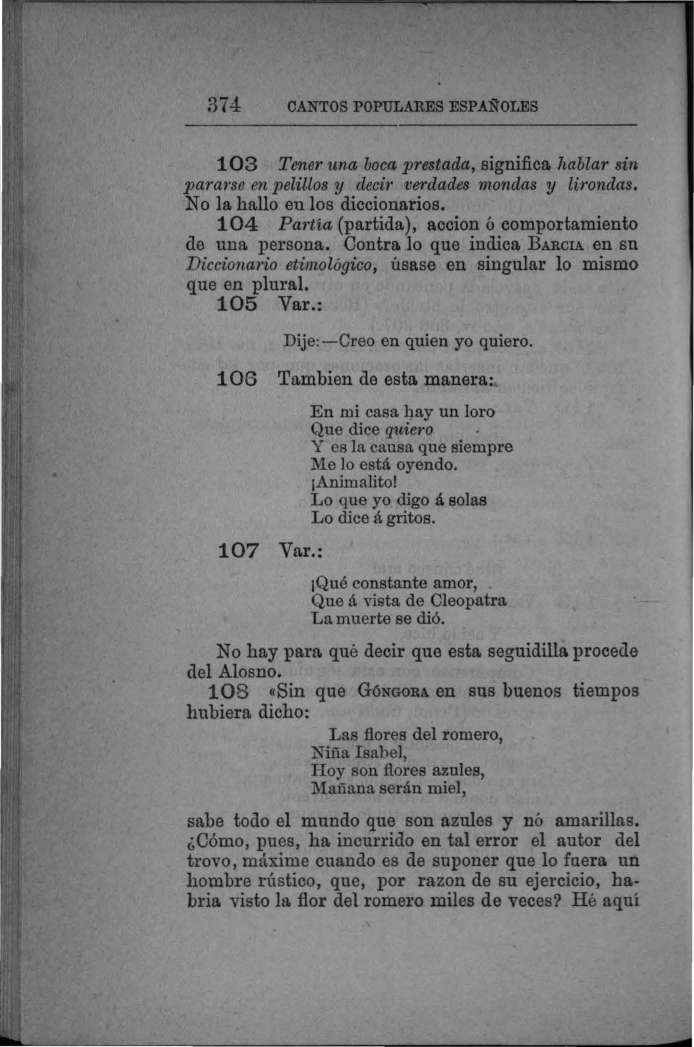 374 CANTOS POPULARES ESPAÑOLES
103 Tener una boca prestada, significa hablar sin
pararse en pelillos y decir verdades mondas y lirondas.
No la hallo en los diccionarios.
104 Partía (partida), accion ó comportamiento
de una persona. Contra lo que indica BARCIA en su
Diccionario etimológico, úsase en singular lo mismo
que en plural.
105 Var.:
Dije:—Creo en quien yo quiero.
106 Tambien de esta manera:
En mi casa hay un loro
Que dice quiero
Y es la causa que siempre
Me lo está oyendo.
¡Animalito!
Lo que yo digo á solas
Lo dice á gritos.
107 Var.:
¡Qué constante amor,
Que á vista de Cleopatra
La muerte se dió.
No hay para qué decir que esta seguidilla procede
del Alosno.
108 «Sin que GÓNGORA en sus buenos tiempos
hubiera dicho:
Las flores del romero,
Niña Isabel,
Hoy son flores azules,
Mañana serán miel,
sabe todo el mundo que son azules y nó amarillas.
¿Cómo, pues, ha incurrido en tal error el autor del
trovo, máxime cuando es de suponer que lo fuera un
hombre rústico, que, por razon de su ejercicio, ha-
bria visto la flor del romero miles de veces? Hé aquí